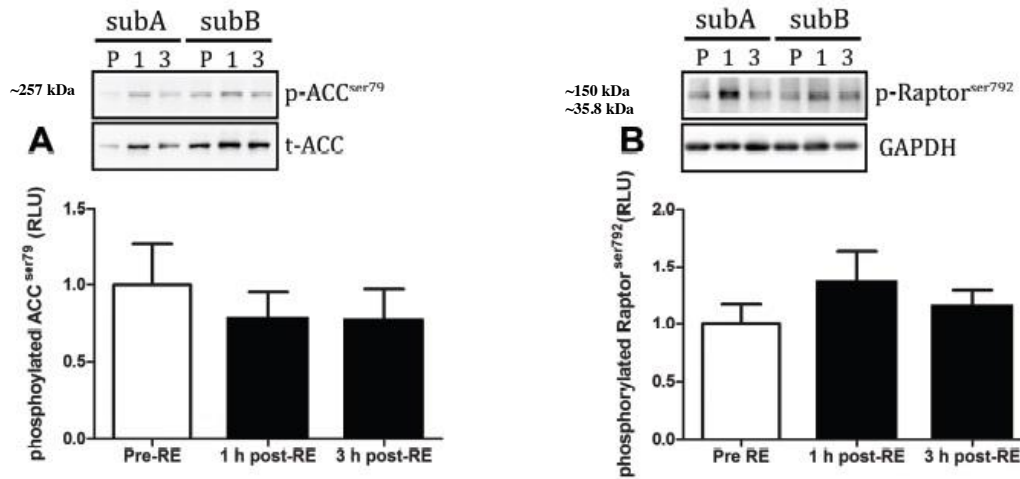 subA subB
P 1 3 P 1 3
~257 kDa
p-ACCser79
t-ACC
A
phosphoylated ACC ser79 (RLU)
1.5
1.0
0.5
0.0
Pre-RE 1 h post-RE 3 h post-RE
subA subB
P 1 3 P 1 3
~150 kDa
~35.8 kDa
p-Raptorser792
GAPDH
B
phosphorylated Raptorser792(RLU)
2.0
1.5
1.0
0.5
0.0
Pre RE 1 h post-RE 3 h post-RE